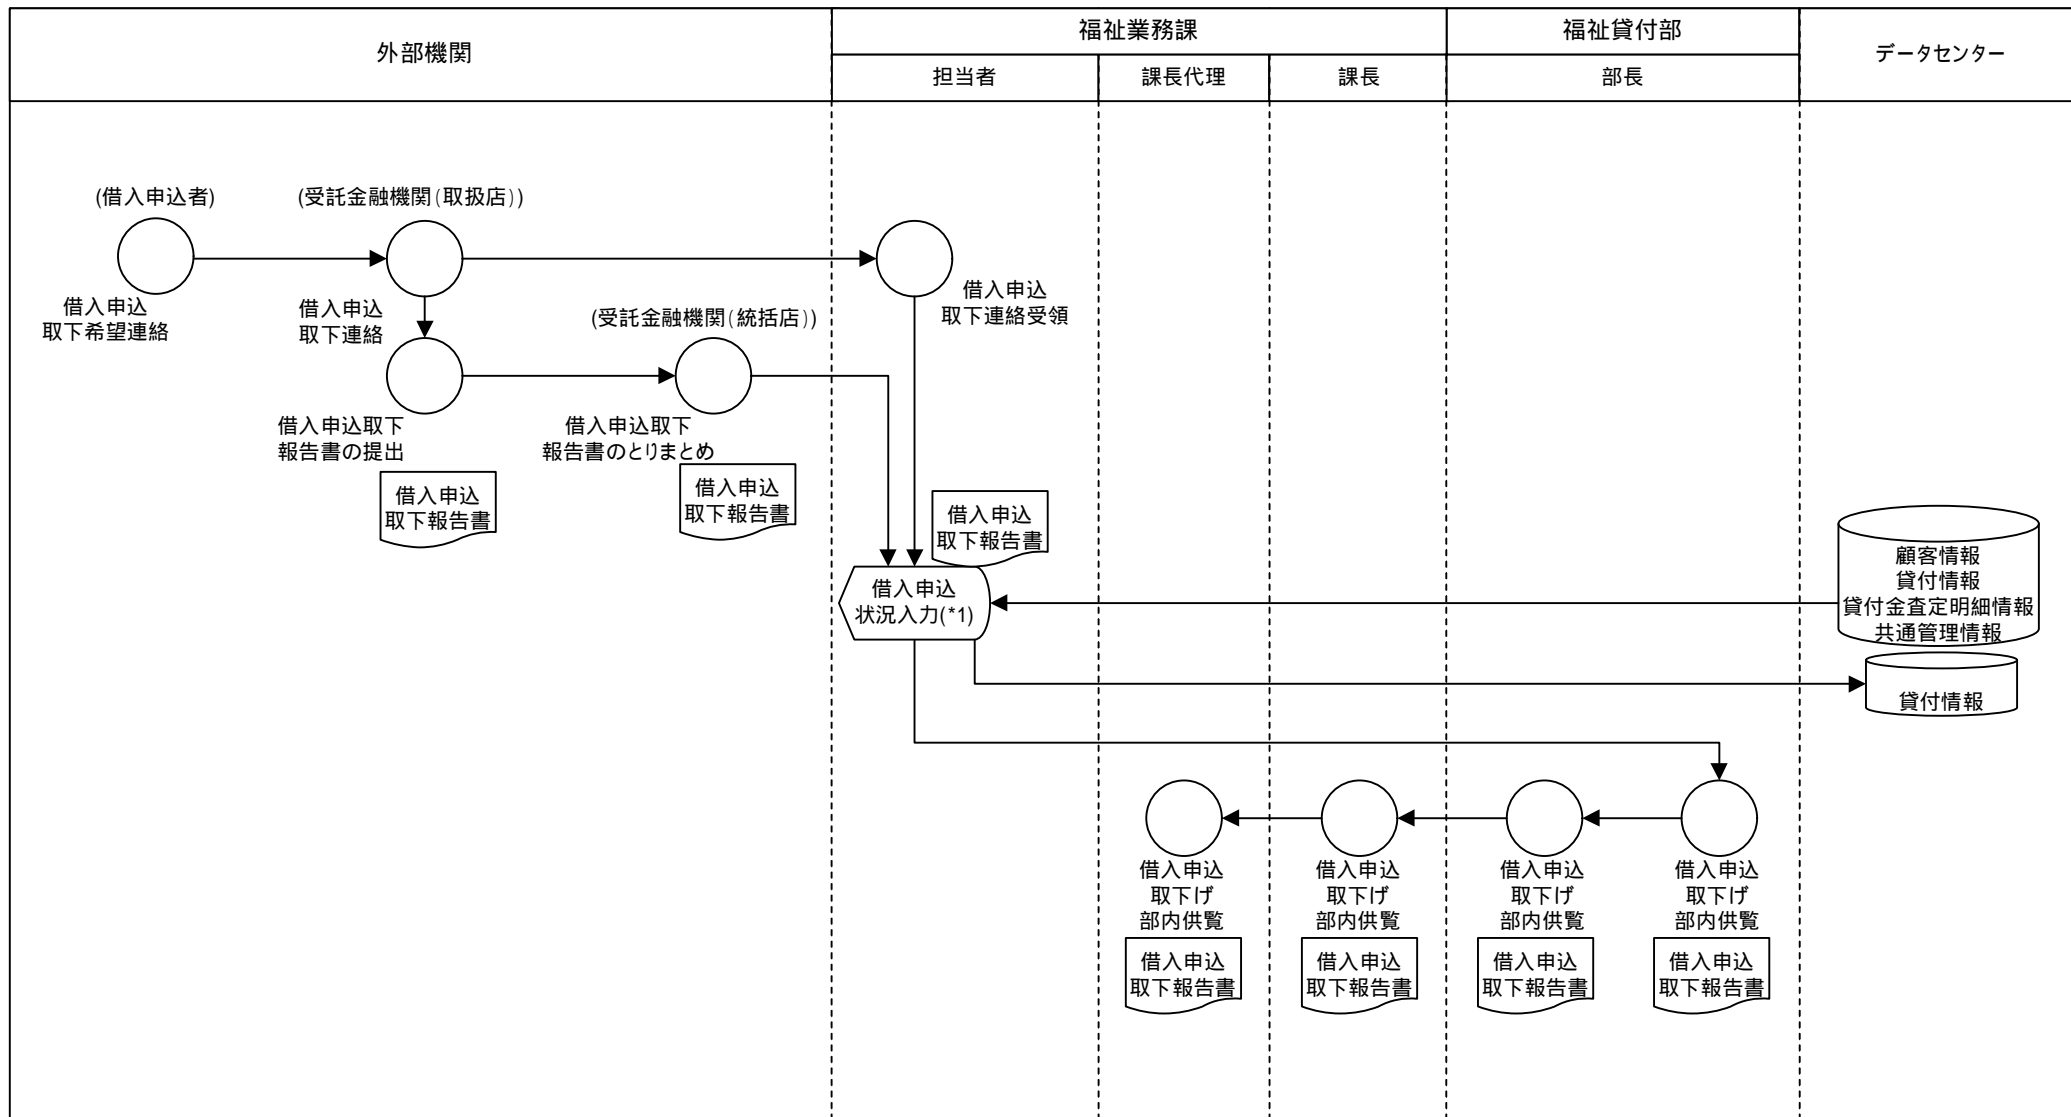 外部機関
福祉業務課
福祉貸付部
データセンター
担当者
課長代理
課長
部長
(借入申込者)
(受託金融機関(取扱店))
借入申込
取下希望連絡
借入申込
取下連絡
(受託金融機関(統括店))
借入申込
取下連絡受領
借入申込取下
報告書の提出
借入申込取下
報告書のとりまとめ
借入申込
取下報告書
借入申込
取下報告書
借入申込
取下報告書
借入申込
状況入力(*1)
顧客情報
貸付情報
貸付金査定明細情報
共通管理情報
貸付情報
借入申込
取下げ
部内供覧
借入申込
取下げ
部内供覧
借入申込
取下げ
部内供覧
借入申込
取下げ
部内供覧
借入申込
取下報告書
借入申込
取下報告書
借入申込
取下報告書
借入申込
取下報告書